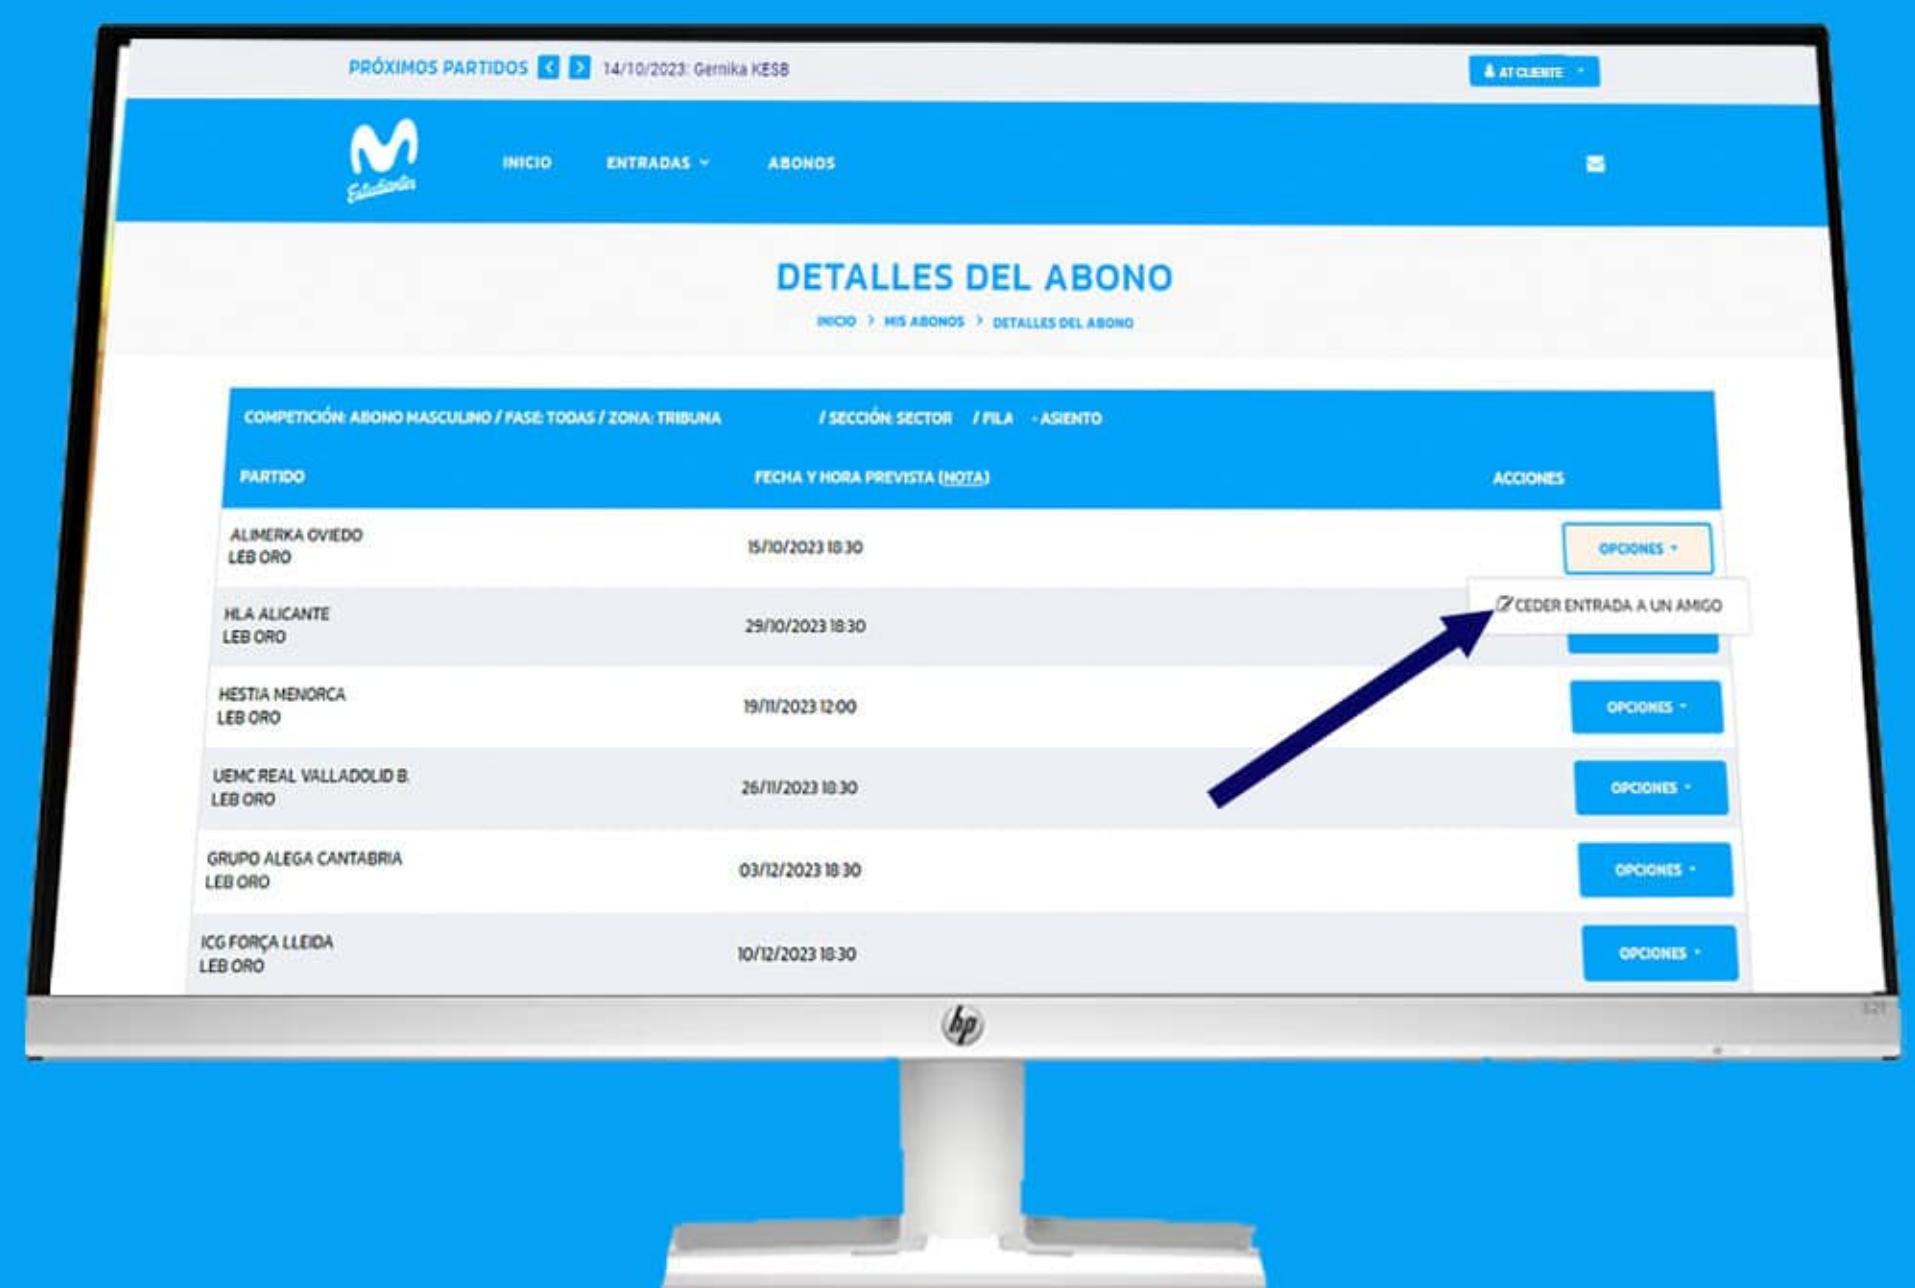 PRÓXIMOS PARTIDOS < > 14/10/2023: Gernika KESB
AT CLIENTE
Estudiantes
INICIO ENTRADAS ABONOS
DETALLES DEL ABONO
INICIO > MIS ABONOS > DETALLES DEL ABONO
COMPETICIÓN: ABONO MASCULINO / FASE: TODAS / ZONA: TRIBUNA / SECCIÓN: SECTOR / FILA - ASIENTO
PARTIDO FECHA Y HORA PREVISTA (NOTA) ACCIONES
ALIMERKA OVIEDO
LEB ORO
15/10/2023 18:30
OPCIONES
CEDER ENTRADA A UN AMIGO
HLA ALICANTE
LEB ORO
29/10/2023 18:30
HESTIA MENORCA
LEB ORO
19/11/2023 12:00
OPCIONES
UEMC REAL VALLADOLID B.
LEB ORO
26/11/2023 18:30
OPCIONES
GRUPO ALEGA CANTABRIA
LEB ORO
03/12/2023 18:30
OPCIONES
ICG FORÇA LLEIDA
LEB ORO
10/12/2023 18:30
OPCIONES
hp